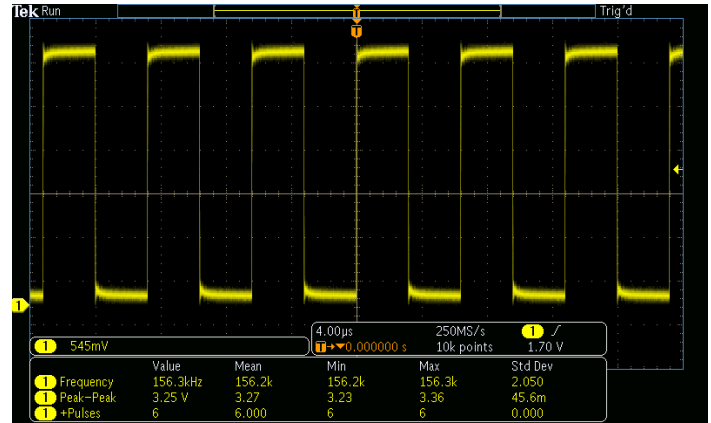 Tek Run Trig'd
T
T
1
1 545mV
4.00µs 250MS/s 1
T→▼0.000000 s 10k points 1.70 V
Value Mean Min Max Std Dev
1 Frequency 156.3kHz 156.2k 156.2k 156.3k 2.050
1 Peak-Peak 3.25 V 3.27 3.23 3.36 45.6m
1 +Pulses 6 6.000 6 6 0.000